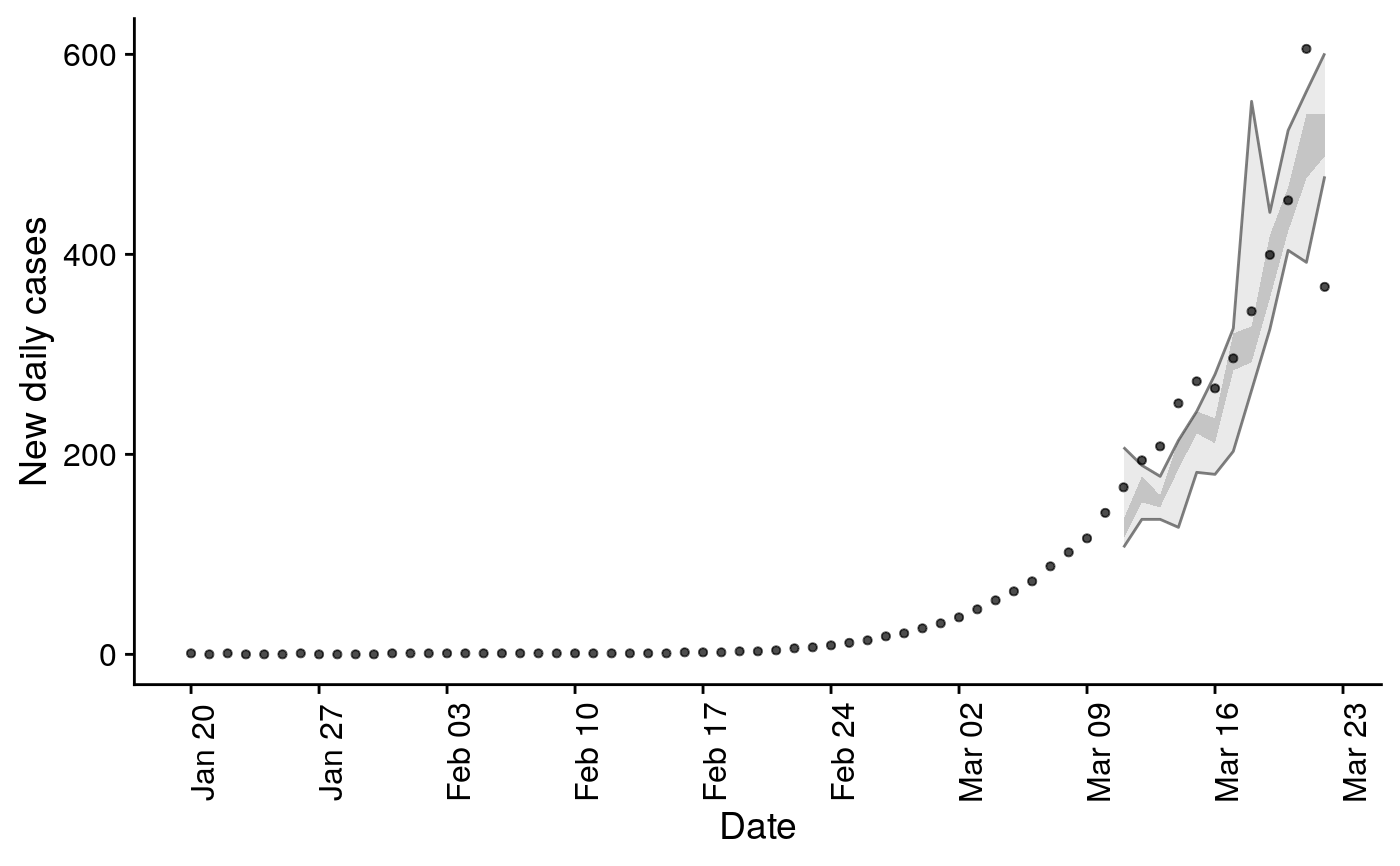 600
400
200
0
New daily cases
Jan 20
Jan 27
Feb 03
Feb 10
Feb 17
Feb 24
Mar 02
Mar 09
Mar 16
Mar 23
Date